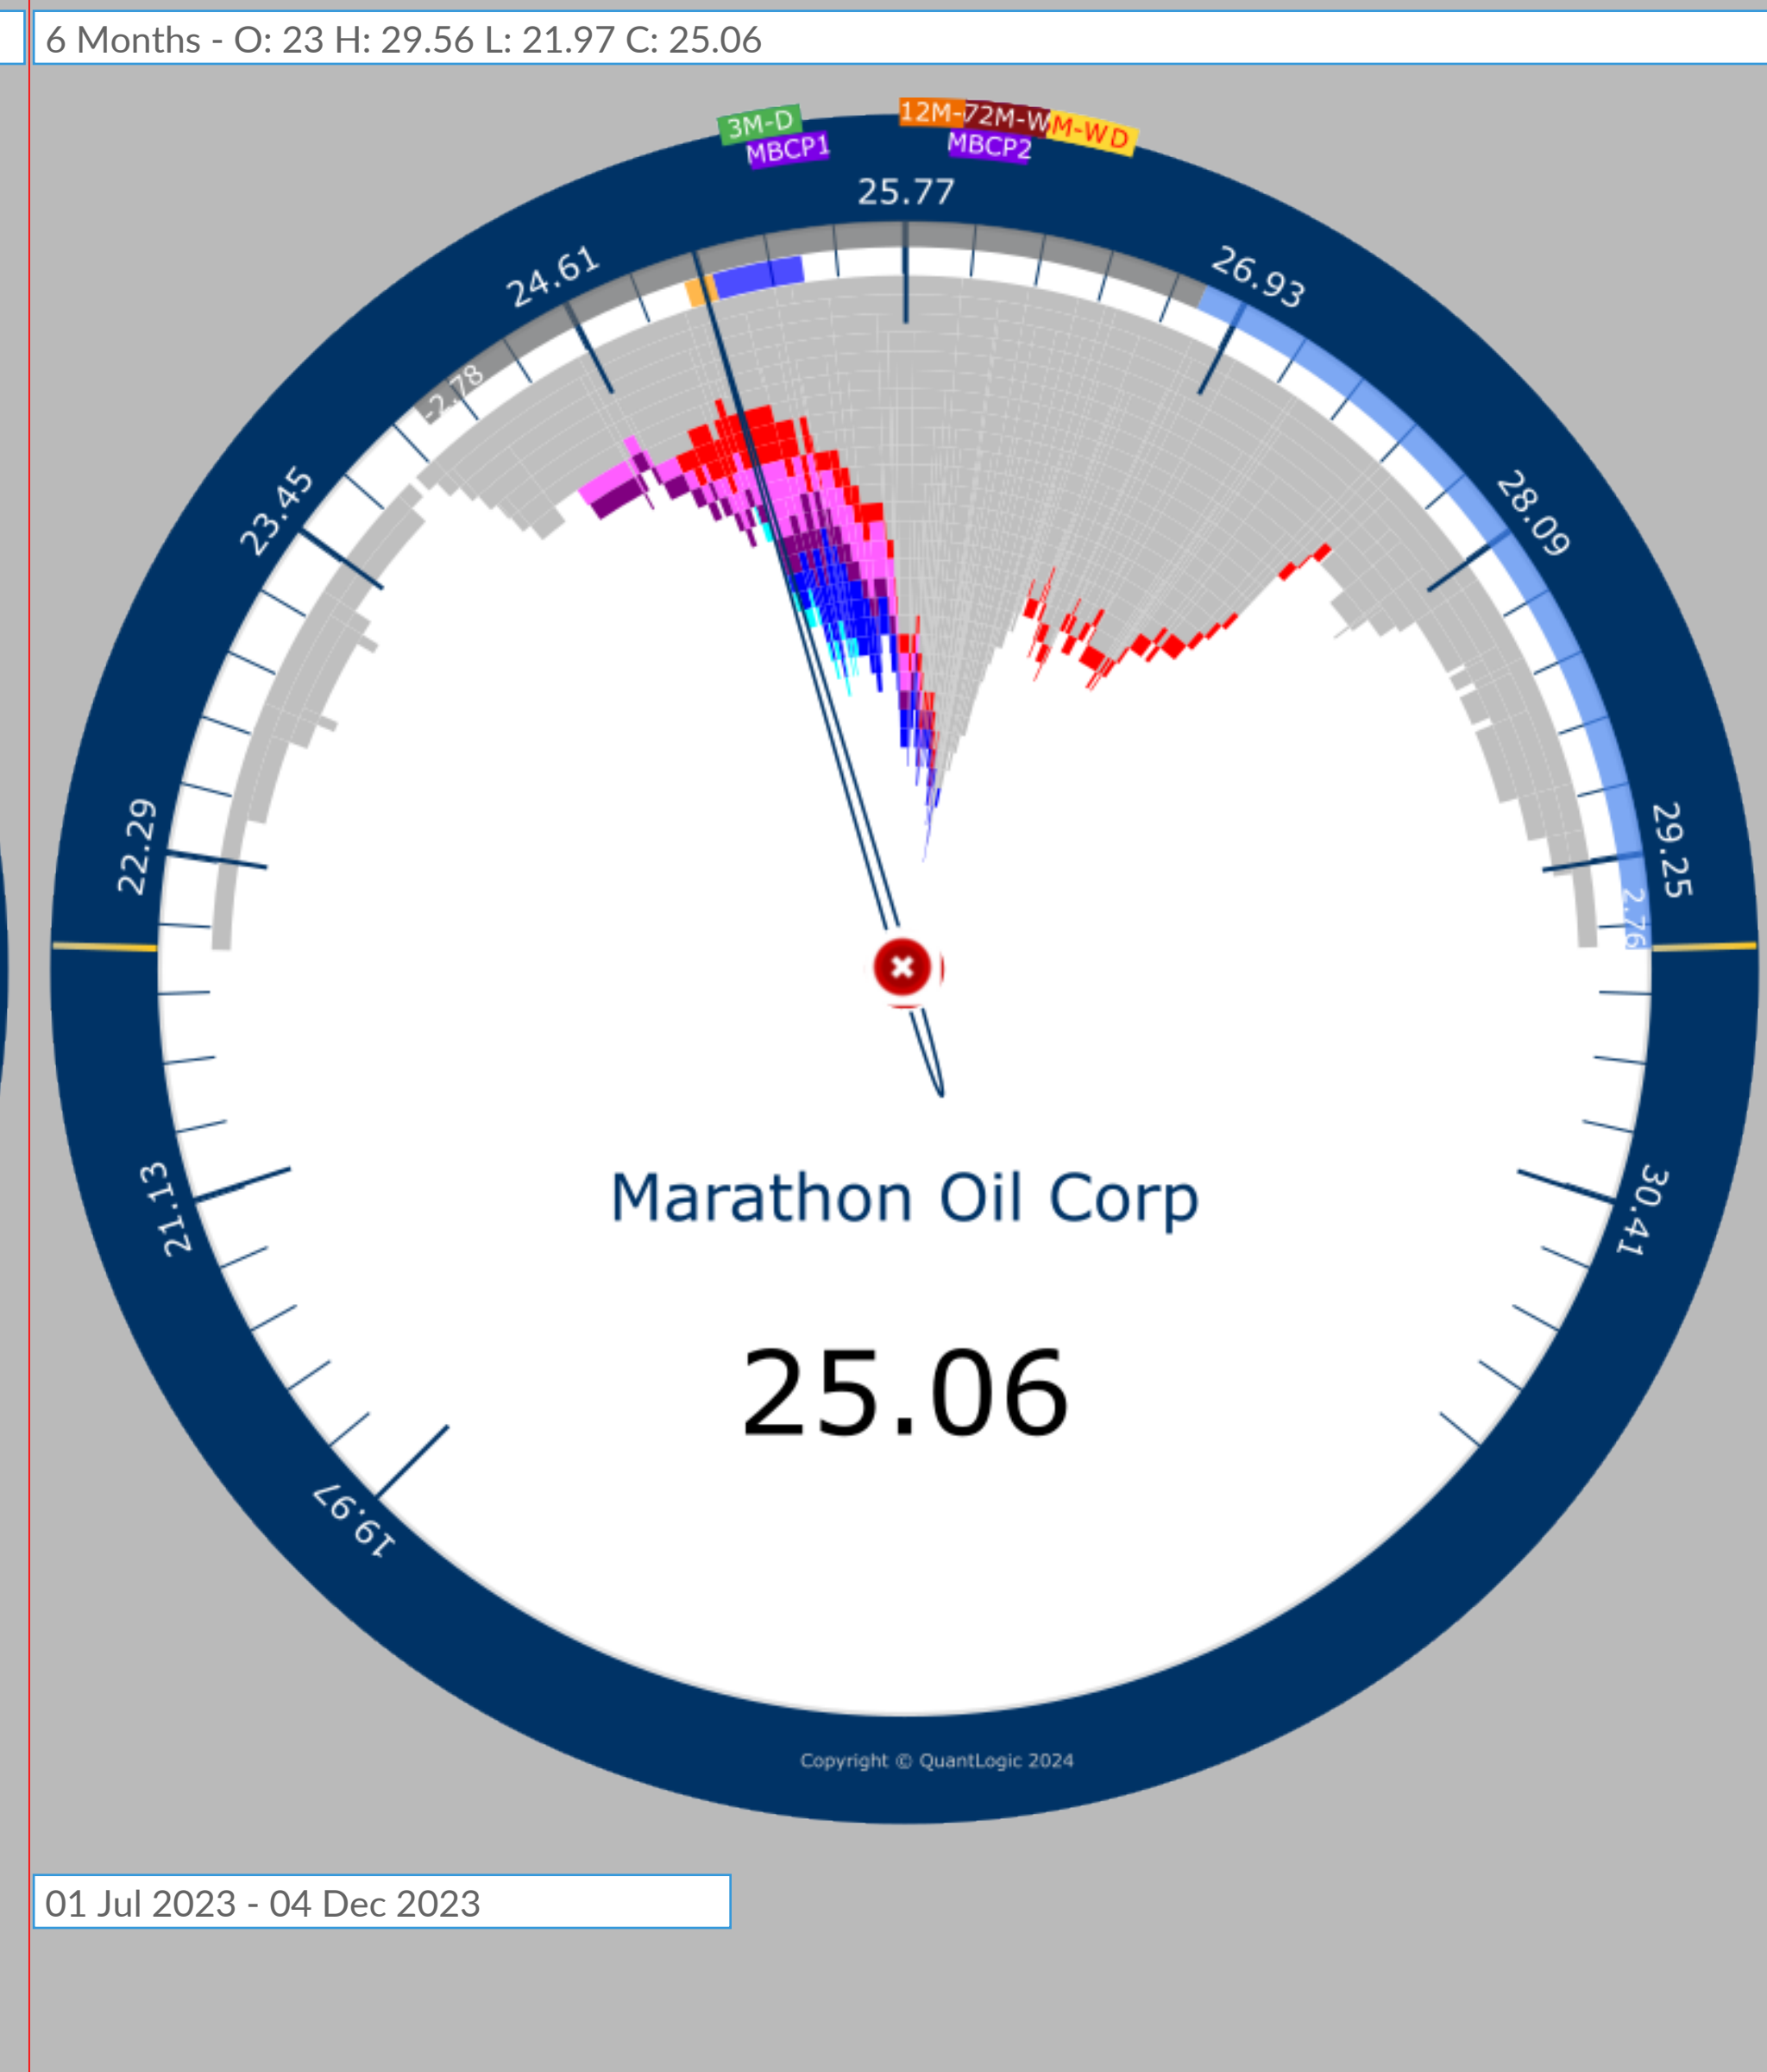 6 Months - O: 23 H: 29.56 L: 21.97 C: 25.06
3M-D
12M-
72M-W
M-WD
MBCP1
MBCP2
25.77
24.61
26.93
-2.78
23.45
28.09
22.29
29.25
2.76
21.13
30.41
19.97
Marathon Oil Corp
25.06
Copyright © QuantLogic 2024
01 Jul 2023 - 04 Dec 2023